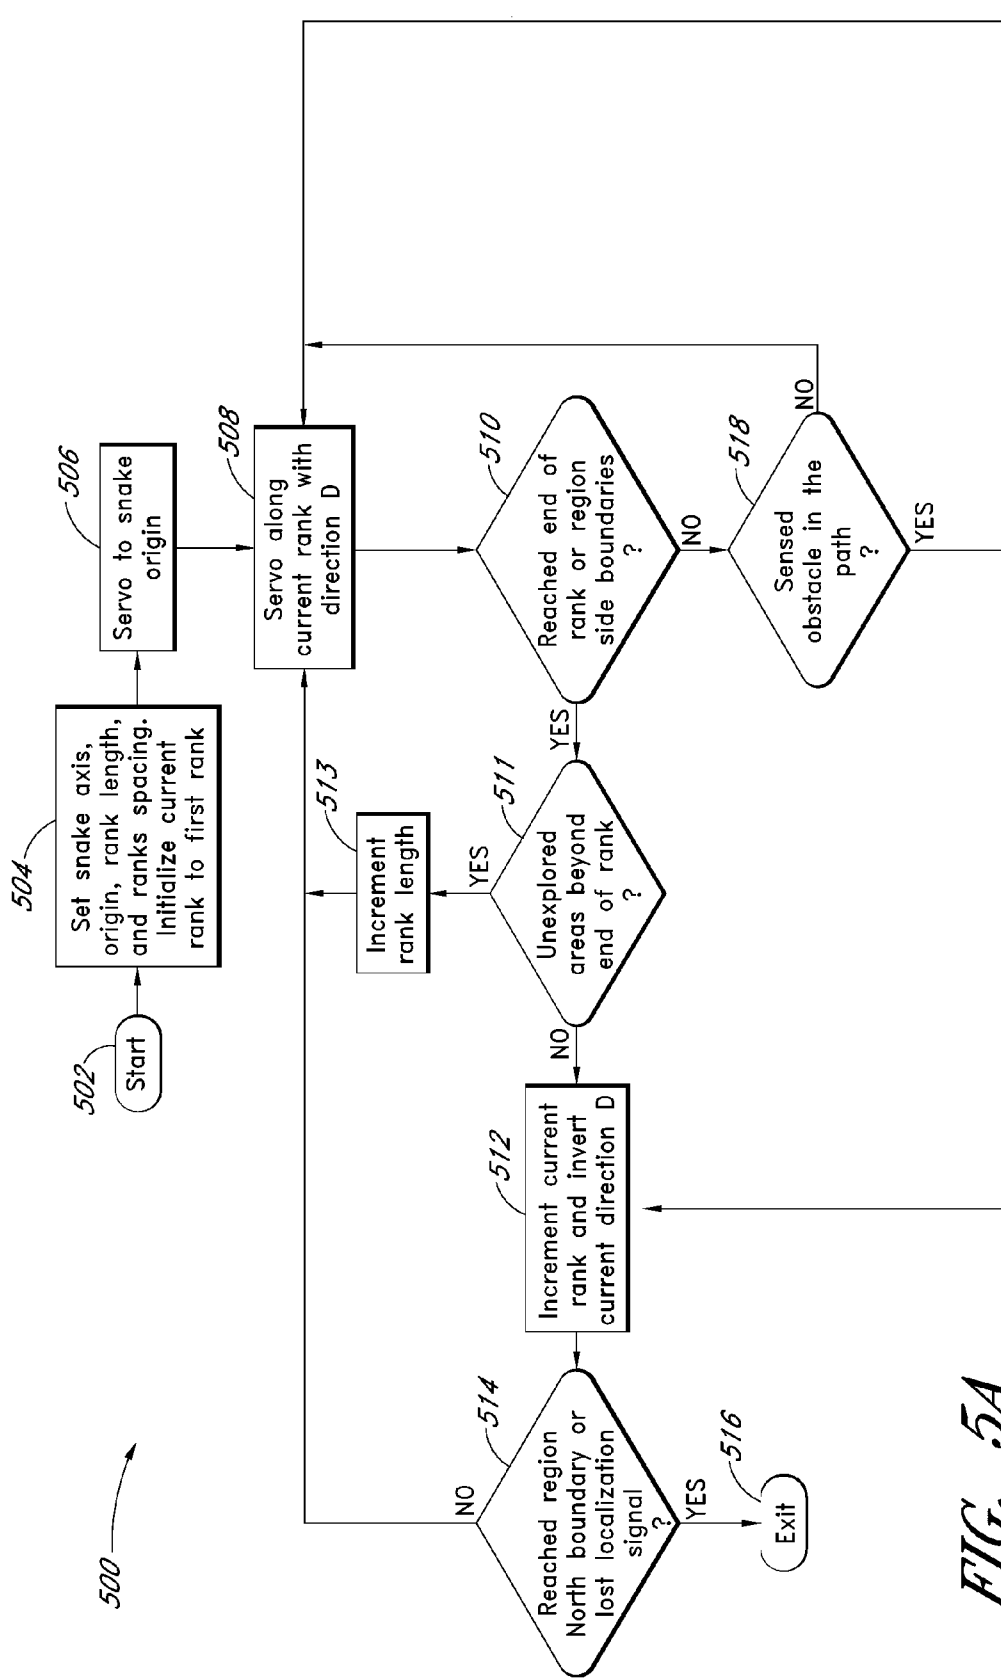 500
502
Start
504
Set snake axis,
origin, rank length,
and ranks spacing.
Initialize current
rank to first rank
506
Servo to snake
origin
508
Servo along
current rank with
direction D
510
Reached end of
rank or region
side boundaries
?
YES
NO
511
Unexplored
areas beyond
end of rank
?
YES
NO
513
Increment
rank length
512
Increment current
rank and invert
current direction D
514
Reached region
North boundary or
lost localization
signal
?
NO
YES
516
Exit
518
Sensed
obstacle in the
path
?
NO
YES
FIG. 5A